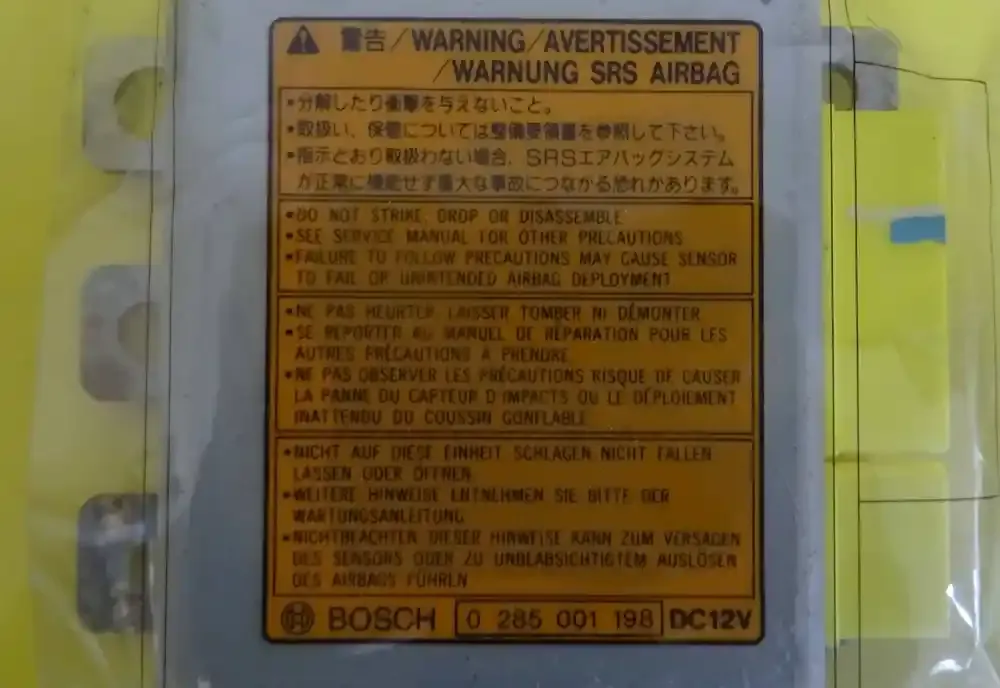 警告/WARNING/AVERTISSEMENT
/WARNUNG SRS AIRBAG
•分解したり衝撃を与えないこと。
•取扱い、保管については整備要領書を参照して下さい。
•指示とおり取扱わない場合、SRSエアバッグシステム
が正常に機能せず重大な事故につながる恐れがあります。
•DO NOT STRIKE, DROP OR DISASSEMBLE
•SEE SERVICE MANUAL FOR OTHER PRECAUTIONS
•FAILURE TO FOLLOW PRECAUTIONS MAY CAUSE SENSOR
TO FAIL OR UNINTENDED AIRBAG DEPLOYMENT
•NE PAS HEURTER, LAISSER TOMBER NI DÉMONTER
•SE REPORTER AU MANUEL DE RÉPARATION POUR LES
AUTRES PRÉCAUTIONS À PRENDRE
•NE PAS OBSERVER LES PRÉCAUTIONS RISQUE DE CAUSER
LA PANNE DU CAPTEUR D'IMPACTS OU LE DÉPLOIEMENT
INATTENDU DU COUSSIN GONFLABLE
•NICHT AUF DIESE EINHEIT SCHLAGEN NICHT FALLEN
LASSEN ODER ÖFFNEN
•WEITERE HINWEISE ENTNEHMEN SIE BITTE DER
WARTUNGSANLEITUNG
•NICHTBEACHTEN DIESER HINWEISE KANN ZUM VERSAGEN
DES SENSORS ODER ZU UNBLABSICHTIGTEM AUSLÖSEN
DES AIRBAGS FÜHREN
BOSCH 0 285 001 198 DC12V